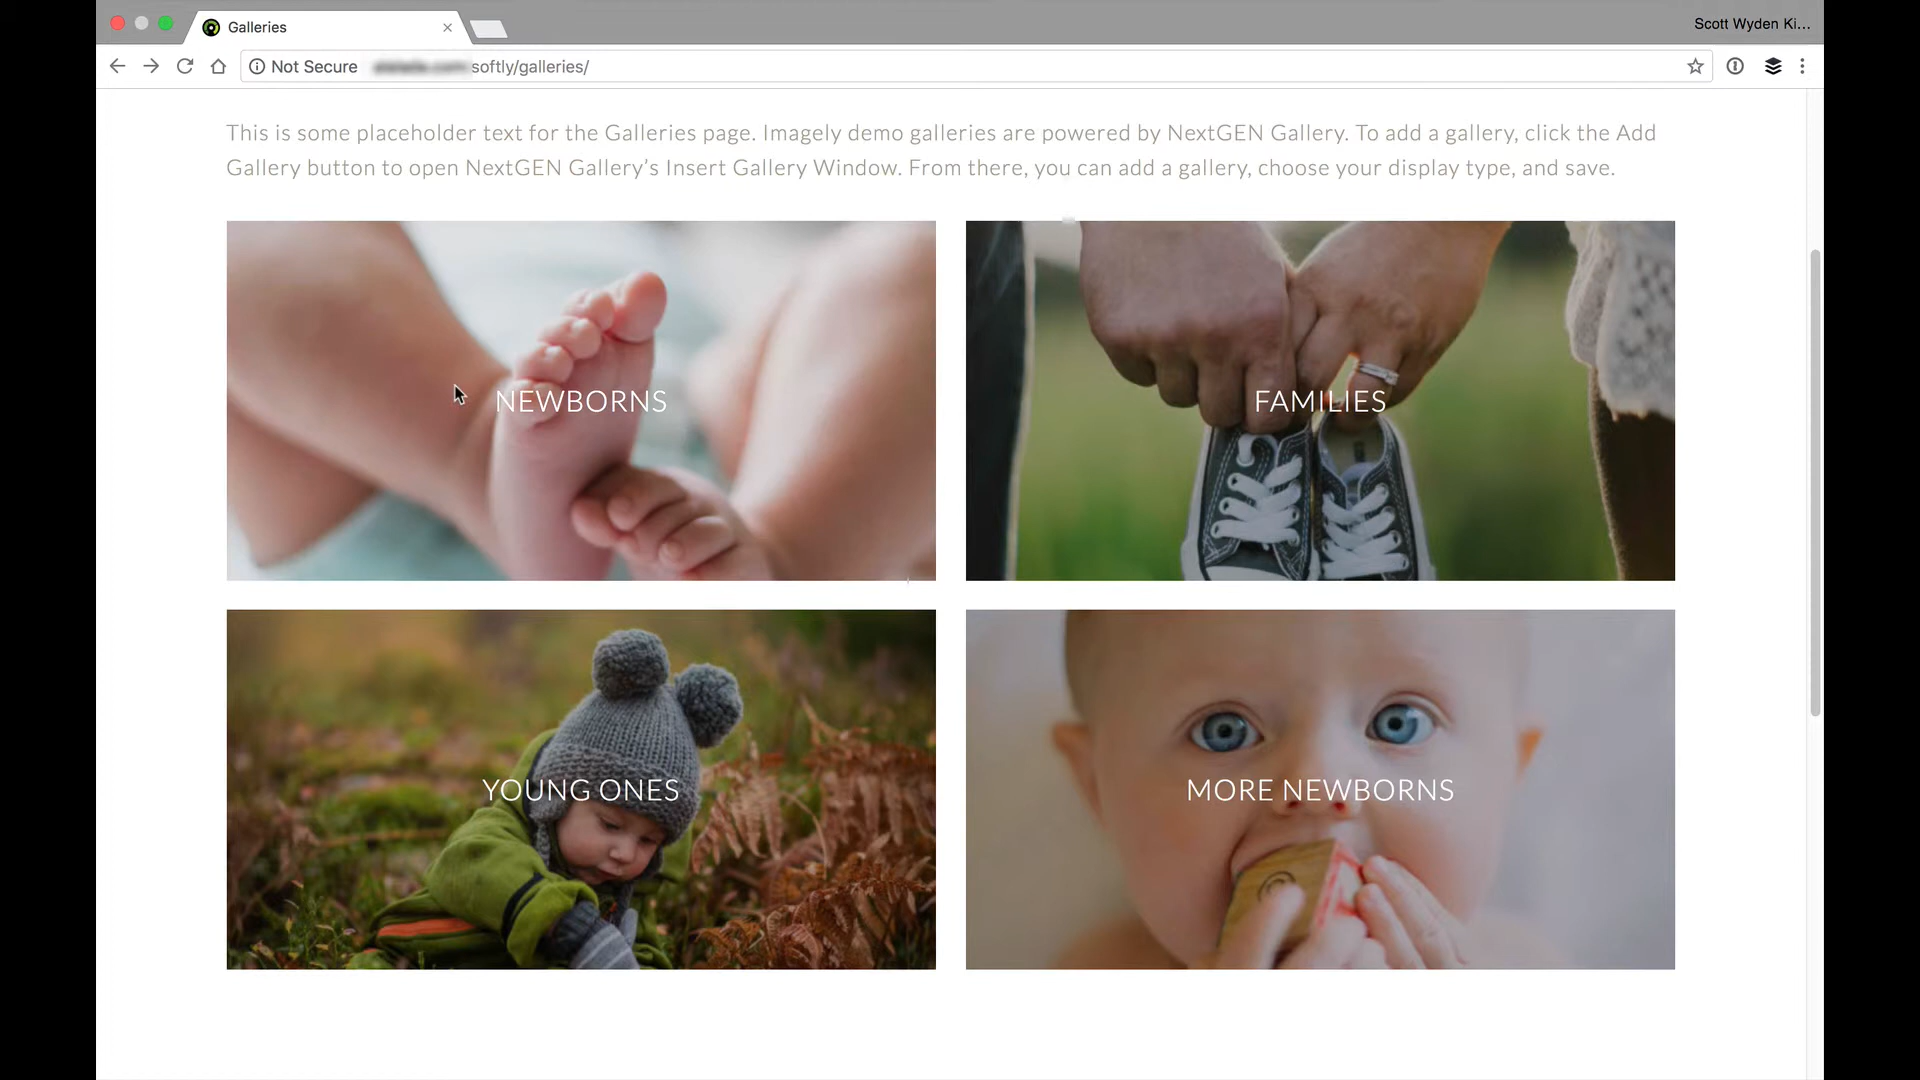 Galleries
Scott Wyden Ki...
Not Secure
softly/galleries/
This is some placeholder text for the Galleries page. Imagely demo galleries are powered by NextGEN Gallery. To add a gallery, click the Add
Gallery button to open NextGEN Gallery’s Insert Gallery Window. From there, you can add a gallery, choose your display type, and save.
NEWBORNS
FAMILIES
YOUNG ONES
MORE NEWBORNS